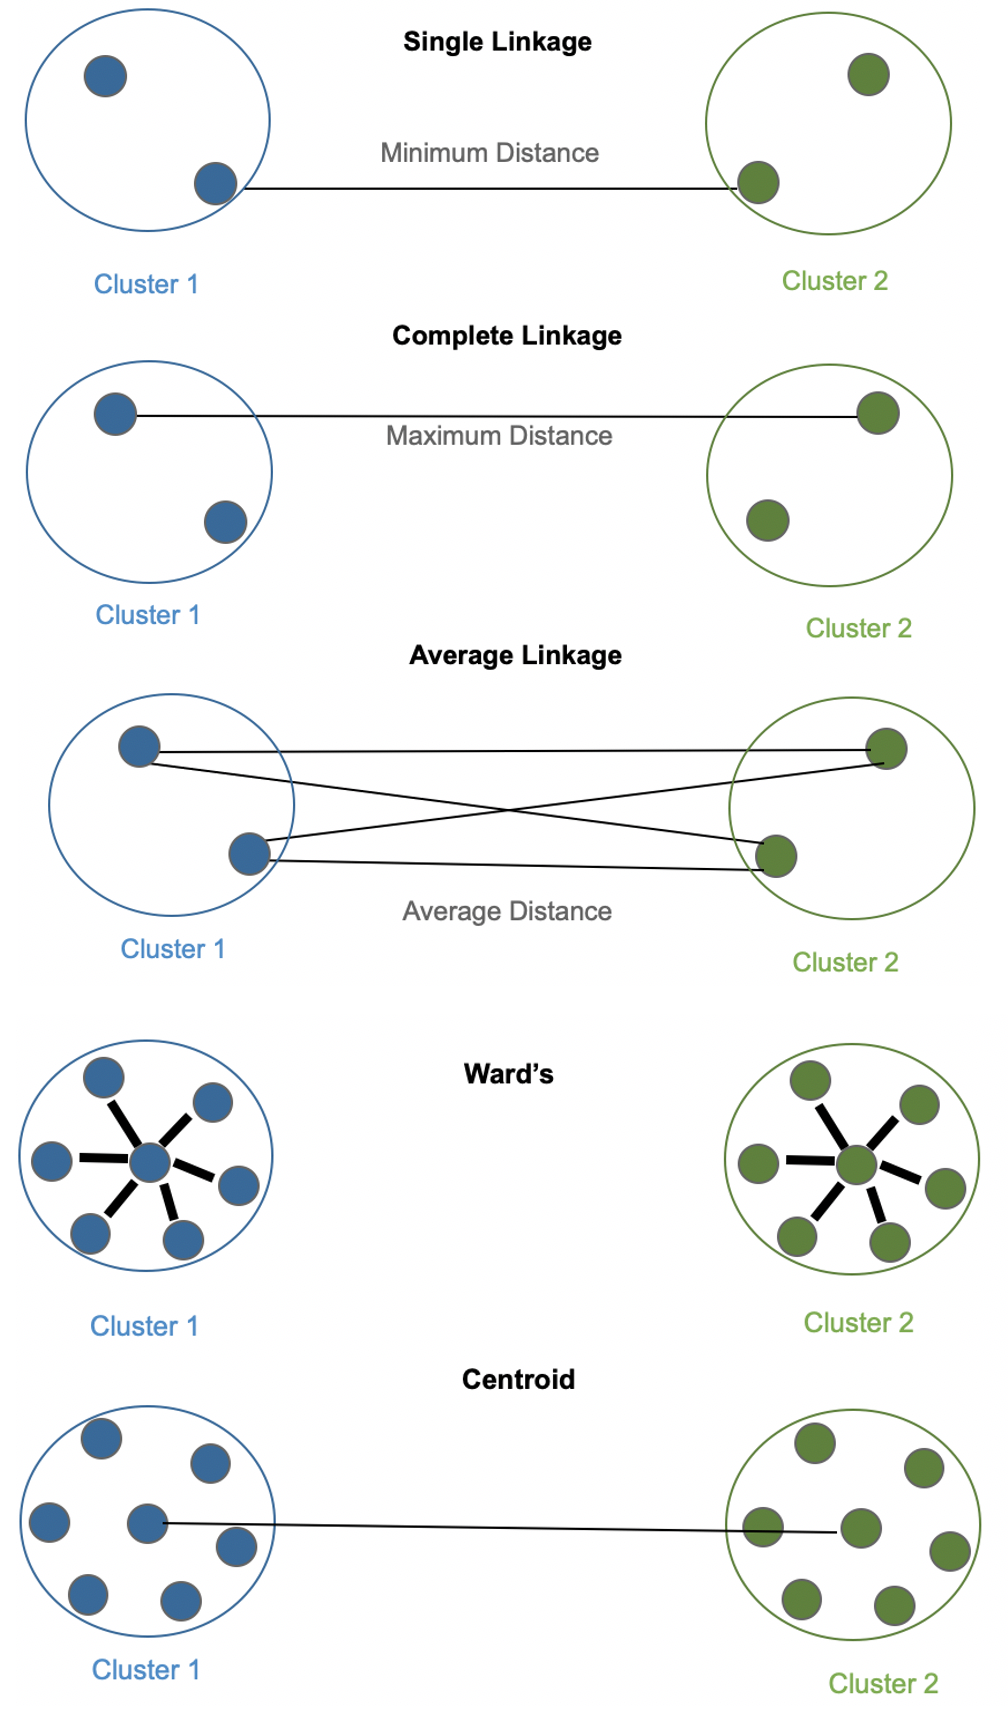 Single Linkage
Minimum Distance
Cluster 1
Cluster 2
Complete Linkage
Maximum Distance
Cluster 1
Cluster 2
Average Linkage
Average Distance
Cluster 1
Cluster 2
Ward’s
Cluster 1
Cluster 2
Centroid
Cluster 1
Cluster 2